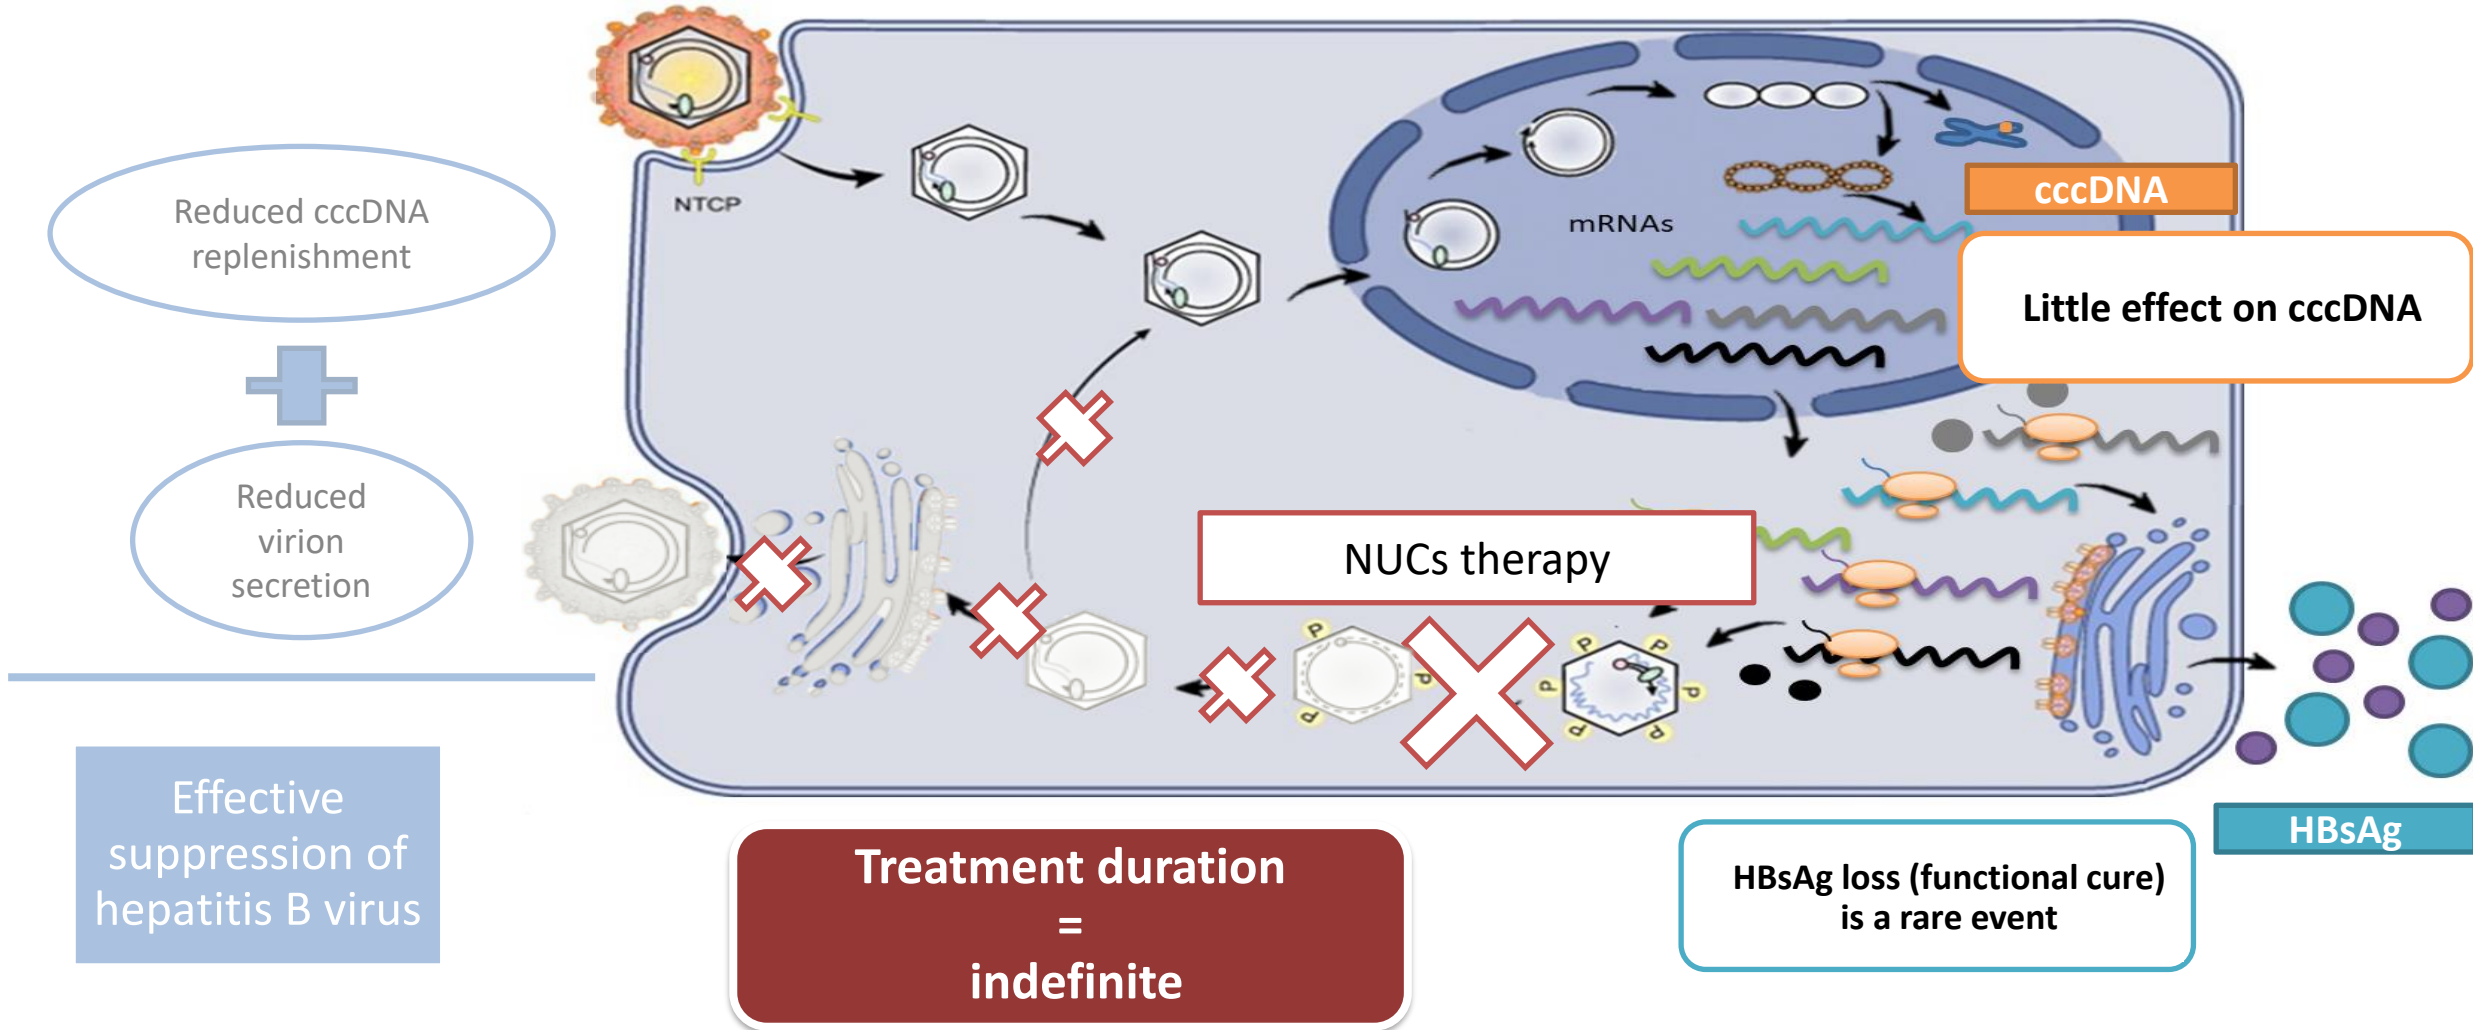 Reduced cccDNA
replenishment
Reduced
virion
secretion
Effective
suppression of
hepatitis B virus
NTCP
mRNAs
cccDNA
Little effect on cccDNA
NUCs therapy
P
P
P
P
P
P
P
P
P
Treatment duration
=
indefinite
HBsAg
HBsAg loss (functional cure)
is a rare event